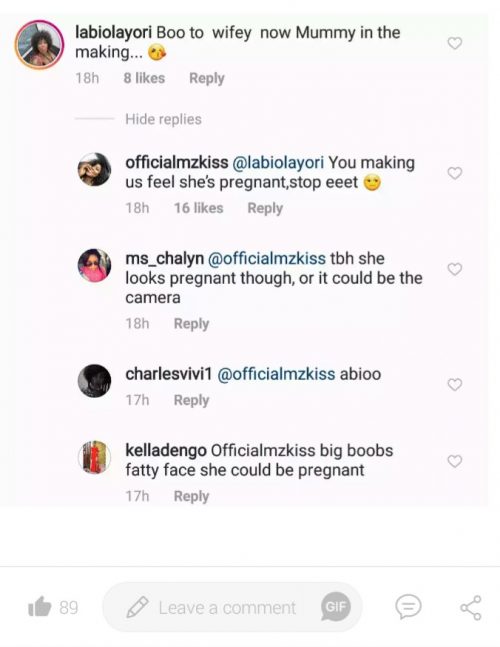 labiolayori Boo to wifey now Mummy in the
making... 😘
18h 8 likes Reply
Hide replies
officialmzkiss @labiolayori You making
us feel she's pregnant,stop eeet 🙄
18h 16 likes Reply
ms_chalyn @officialmzkiss tbh she
looks pregnant though, or it could be the
camera
18h Reply
charlesvivi1 @officialmzkiss abioo
17h Reply
kelladengo Officialmzkiss big boobs
fatty face she could be pregnant
17h Reply
89 Leave a comment GIF